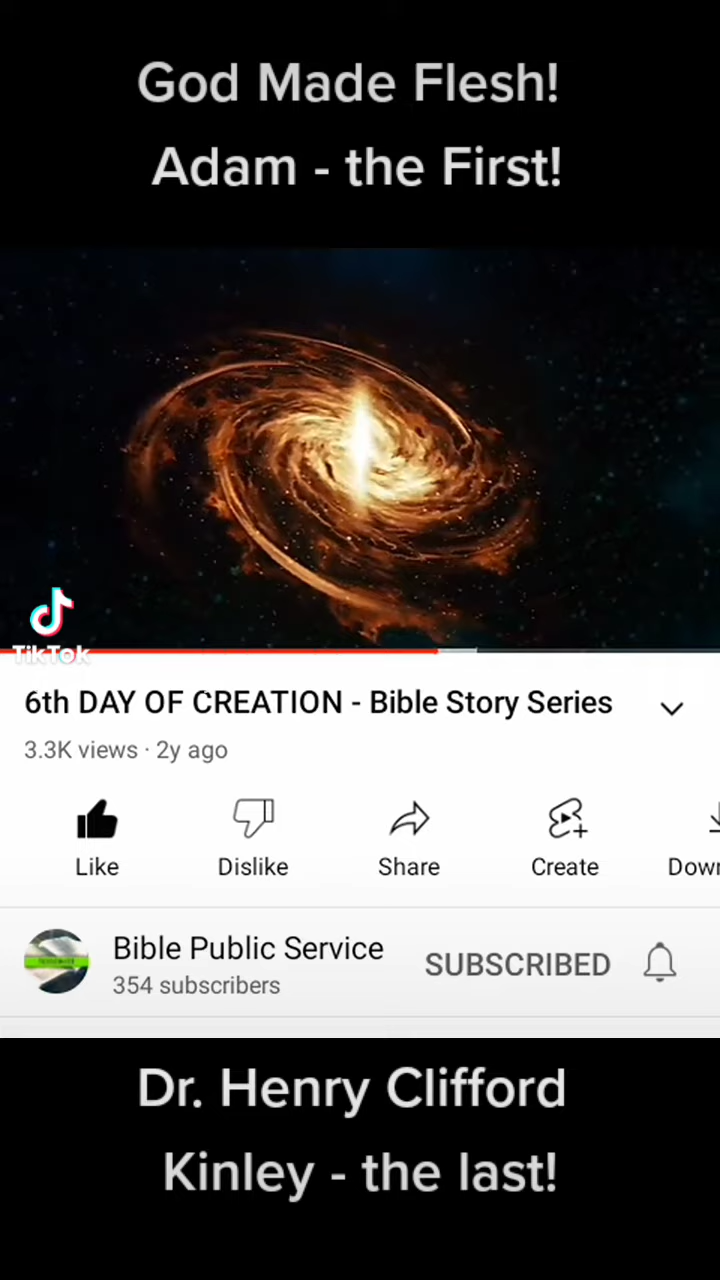 God Made Flesh!
Adam - the First!
TikTok
6th DAY OF CREATION - Bible Story Series
3.3K views · 2y ago
Like Dislike Share Create Down
Bible Public Service
354 subscribers
SUBSCRIBED
Dr. Henry Clifford
Kinley - the last!